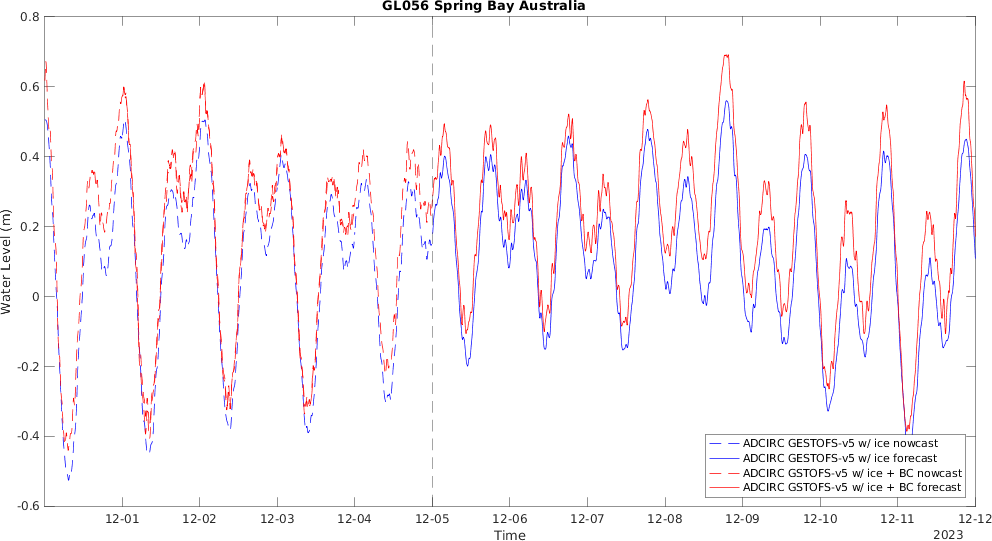 GL056 Spring Bay Australia
0.8
0.6
0.4
0.2
0
-0.2
-0.4
-0.6
Water Level (m)
12-01 12-02 12-03 12-04 12-05 12-06 12-07 12-08 12-09 12-10 12-11 12-12
Time
2023
ADCIRC GESTOFS-v5 w/ ice nowcast
ADCIRC GESTOFS-v5 w/ ice forecast
ADCIRC GSTOFS-v5 w/ ice + BC nowcast
ADCIRC GSTOFS-v5 w/ ice + BC forecast